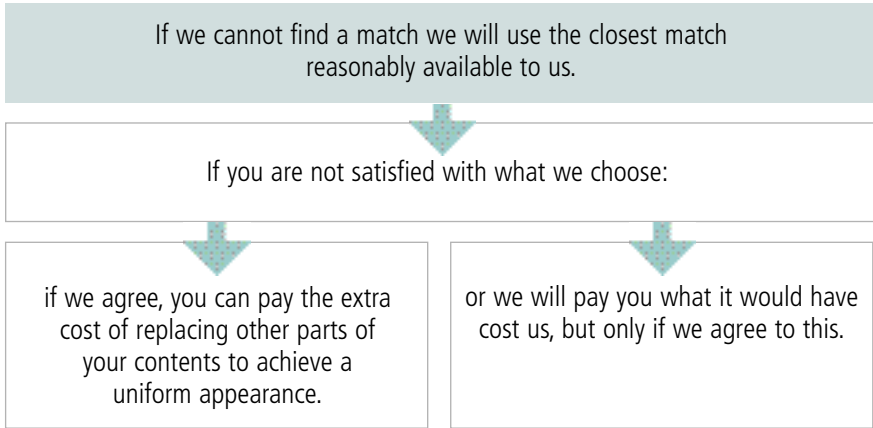 If we cannot find a match we will use the closest match
reasonably available to us.
If you are not satisfied with what we choose:
if we agree, you can pay the extra
cost of replacing other parts of
your contents to achieve a
uniform appearance.
or we will pay you what it would have
cost us, but only if we agree to this.